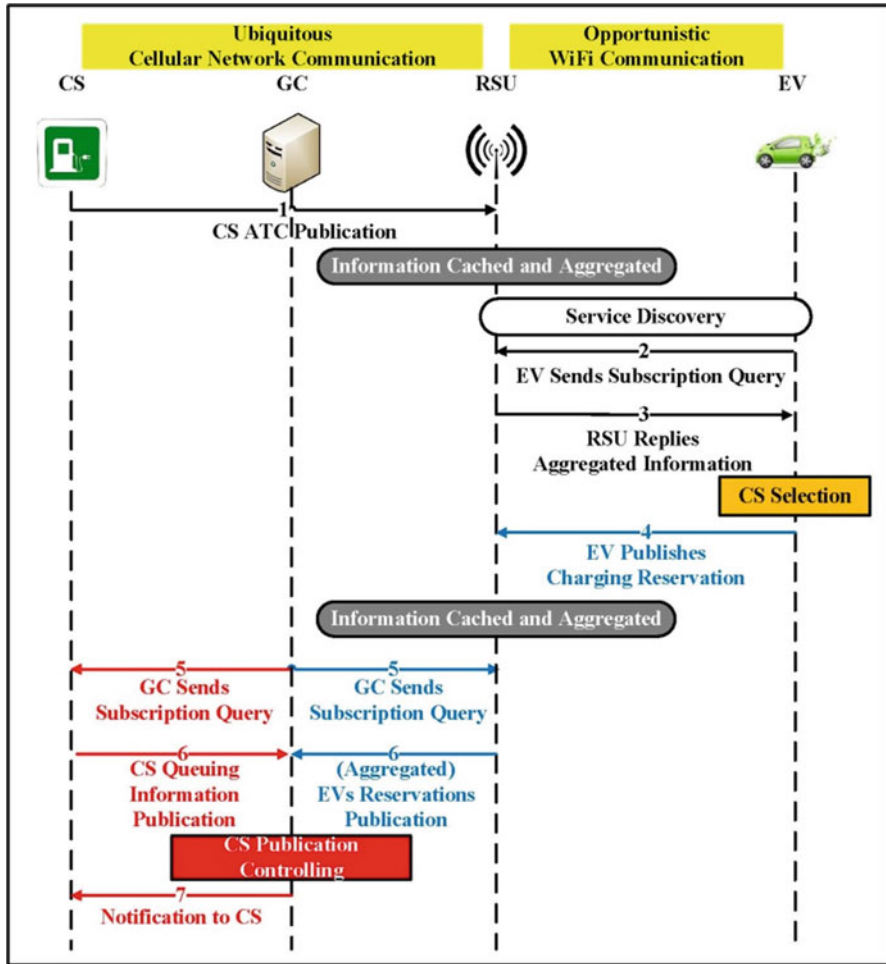 Ubiquitous
Cellular Network Communication
Opportunistic
WiFi Communication
CS
GC
RSU
EV
1
CS ATC Publication
Information Cached and Aggregated
Service Discovery
2
EV Sends Subscription Query
3
RSU Replies
Aggregated Information
CS Selection
4
EV Publishes
Charging Reservation
Information Cached and Aggregated
5
GC Sends
Subscription Query
5
GC Sends
Subscription Query
6
CS Queuing
Information
Publication
6
(Aggregated)
EVs Reservations
Publication
CS Publication
Controlling
7
Notification to CS